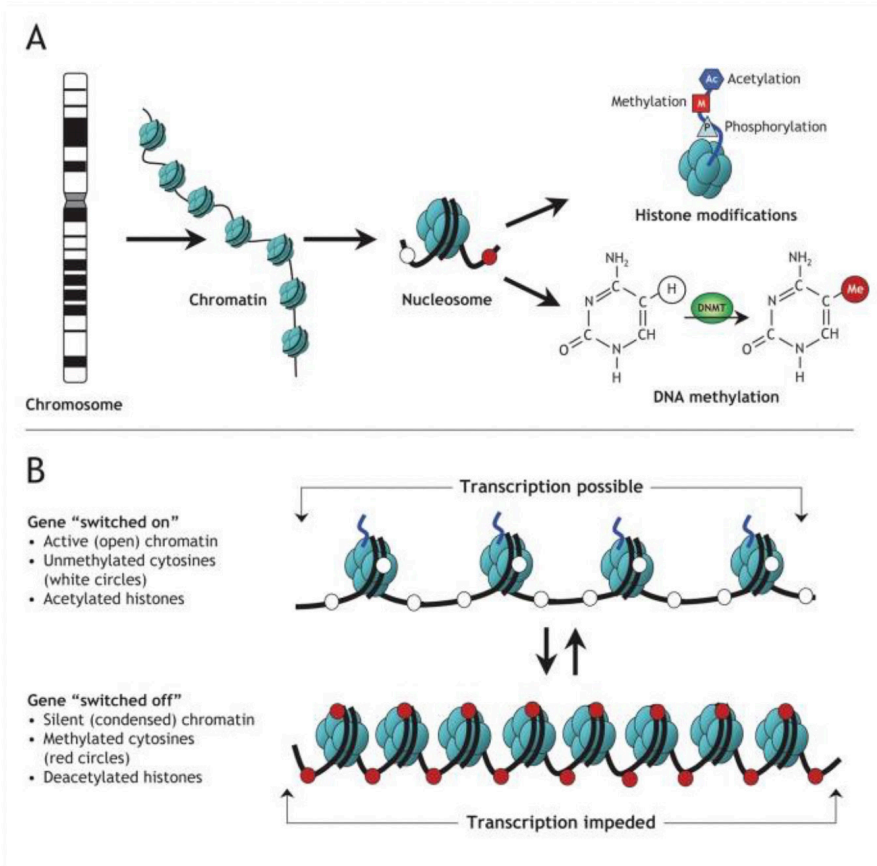 A
Ac Acetylation
Methylation M
P Phosphorylation
Histone modifications
Chromatin
Nucleosome
Chromosome
NH2
N
C
C
H
C
CH
O
N
H
DNMT
NH2
N
C
C
Me
C
CH
O
N
H
DNA methylation
B
Transcription possible
Gene “switched on”
• Active (open) chromatin
• Unmethylated cytosines
(white circles)
• Acetylated histones
Gene “switched off”
• Silent (condensed) chromatin
• Methylated cytosines
(red circles)
• Deacetylated histones
Transcription impeded